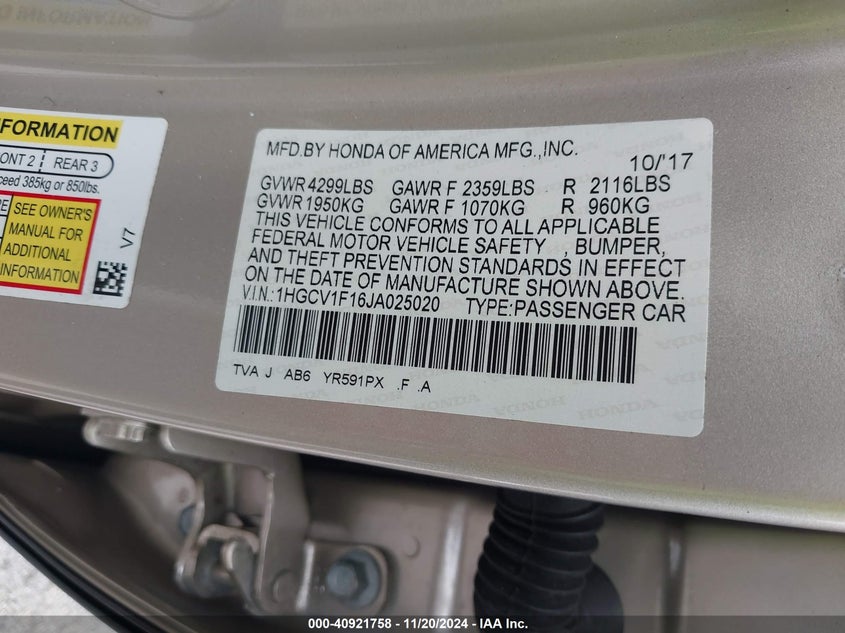 NFORMATION
ONT 2 REAR 3
ceed 385kg or 850lbs.
SEE OWNER'S
MANUAL FOR
ADDITIONAL
INFORMATION
V7
MFD.BY HONDA OF AMERICA MFG.,INC.
10/'17
GVWR 4299LBS GAWR F 2359LBS R 2116LBS
GVWR 1950KG GAWR F 1070KG R 960KG
THIS VEHICLE CONFORMS TO ALL APPLICABLE
FEDERAL MOTOR VEHICLE SAFETY , BUMPER,
AND THEFT PREVENTION STANDARDS IN EFFECT
ON THE DATE OF MANUFACTURE SHOWN ABOVE.
V.I.N.:1HGCV1F16JA025020 TYPE:PASSENGER CAR
TVA J AB6 YR591PX .F .A
000-40921758 - 11/20/2024 - IAA Inc.